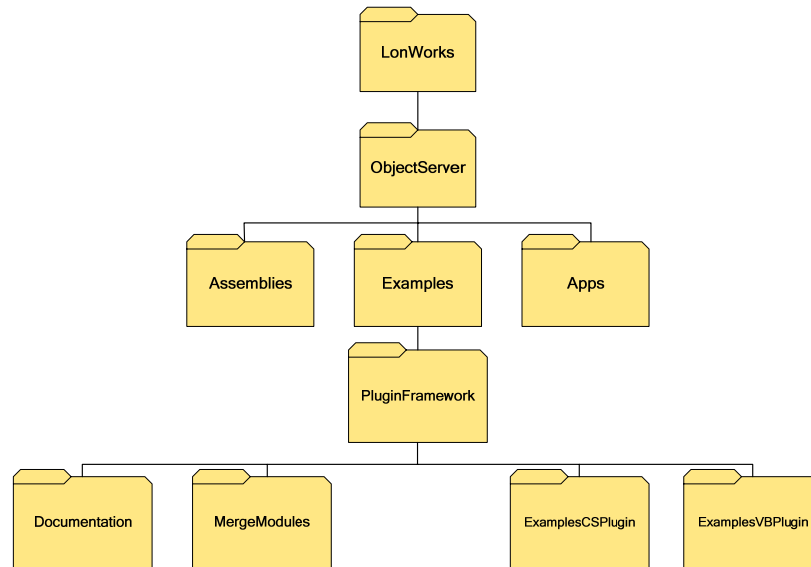 LonWorks
ObjectServer
Assemblies
Examples
Apps
PluginFramework
Documentation
MergeModules
ExamplesCSPlugin
ExamplesVBPlugin